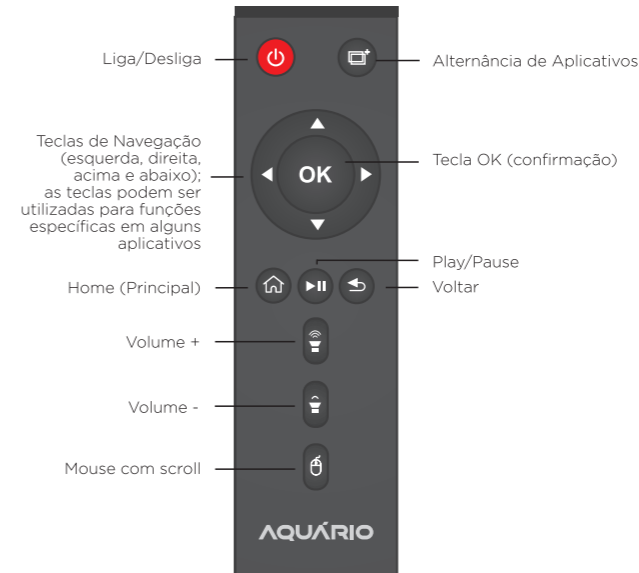 Liga/Desliga
Alternância de Aplicativos
Teclas de Navegação
(esquerda, direita,
acima e abaixo);
as teclas podem ser
utilizadas para funções
específicas em alguns
aplicativos
OK
Tecla OK (confirmação)
Play/Pause
Home (Principal)
Voltar
Volume +
Volume -
Mouse com scroll
AQUÁRIO